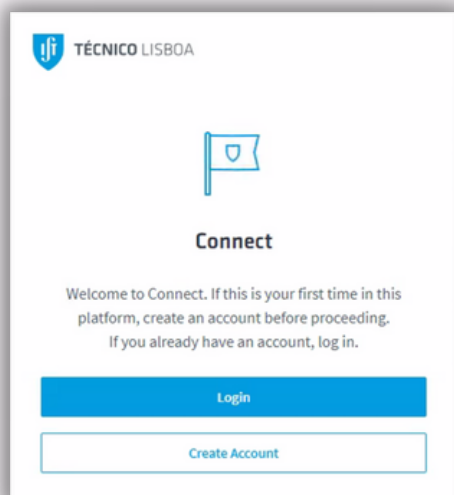 TÉCNICO LISBOA
Connect
Welcome to Connect. If this is your first time in this
platform, create an account before proceeding.
If you already have an account, log in.
Login
Create Account